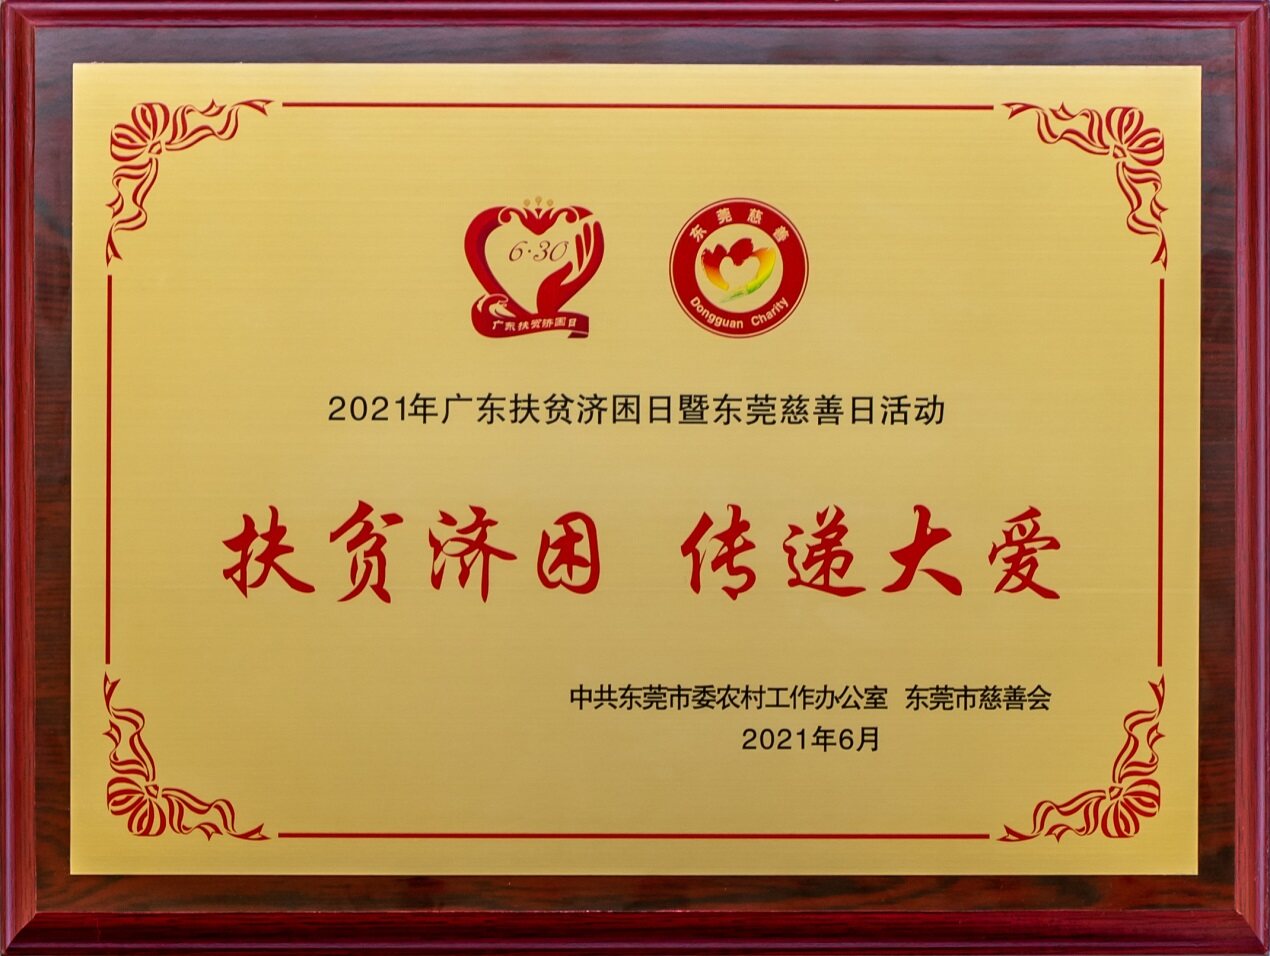 6·30
广东扶贫济困日
东莞慈善
Dongguan Charity
2021年广东扶贫济困日暨东莞慈善日活动
扶贫济困 传递大爱
中共东莞市委农村工作办公室 东莞市慈善会
2021年6月